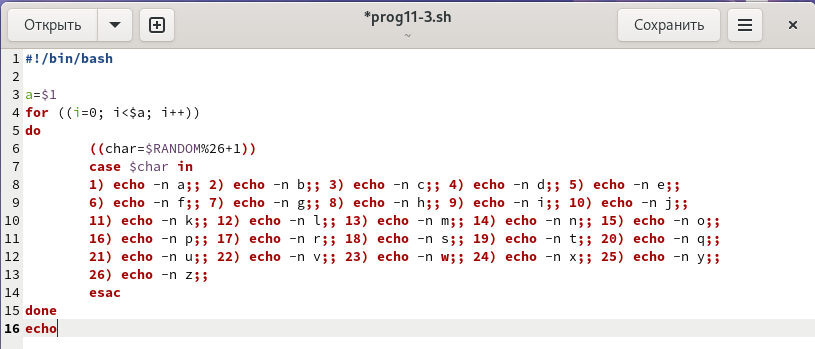 Открыть
*prog11-3.sh
~
Сохранить
1 #!/bin/bash
2
3 a=$1
4 for ((i=0; i<$a; i++))
5 do
6 ((char=$RANDOM%26+1))
7 case $char in
8 1) echo -n a;; 2) echo -n b;; 3) echo -n c;; 4) echo -n d;; 5) echo -n e;;
9 6) echo -n f;; 7) echo -n g;; 8) echo -n h;; 9) echo -n i;; 10) echo -n j;;
10 11) echo -n k;; 12) echo -n l;; 13) echo -n m;; 14) echo -n n;; 15) echo -n o;;
11 16) echo -n p;; 17) echo -n r;; 18) echo -n s;; 19) echo -n t;; 20) echo -n q;;
12 21) echo -n u;; 22) echo -n v;; 23) echo -n w;; 24) echo -n x;; 25) echo -n y;;
13 26) echo -n z;;
14 esac
15 done
16 echo